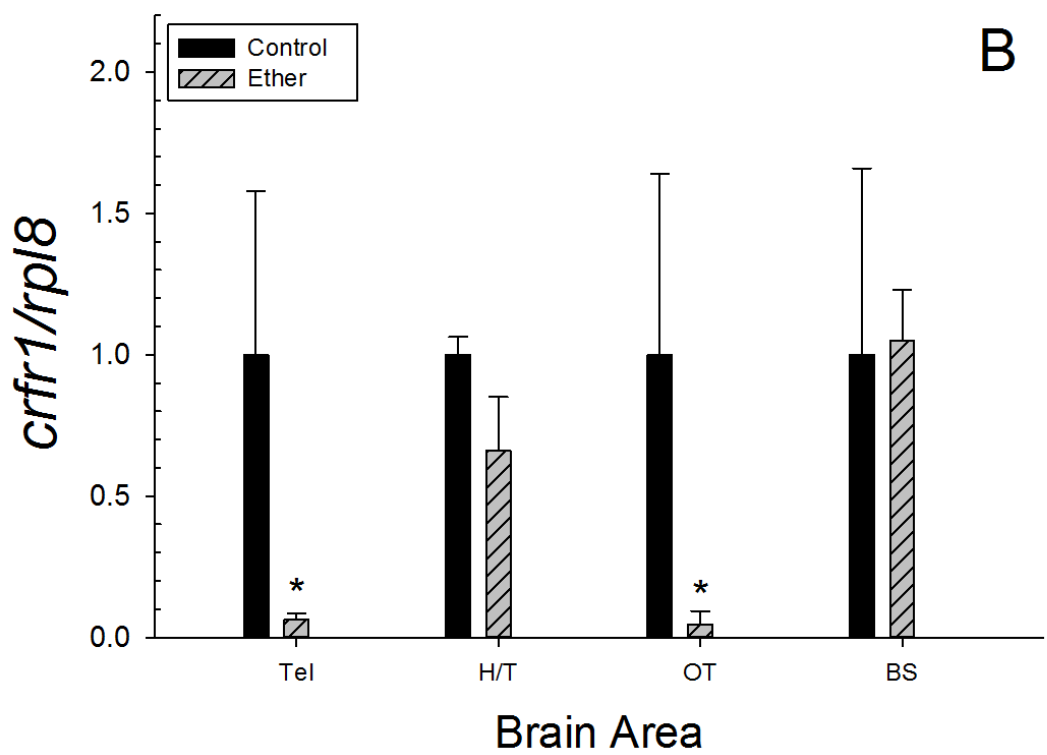 B
Control
Ether
crfr1/rpl8
2.0
1.5
1.0
0.5
0.0
*
*
Tel
H/T
OT
BS
Brain Area